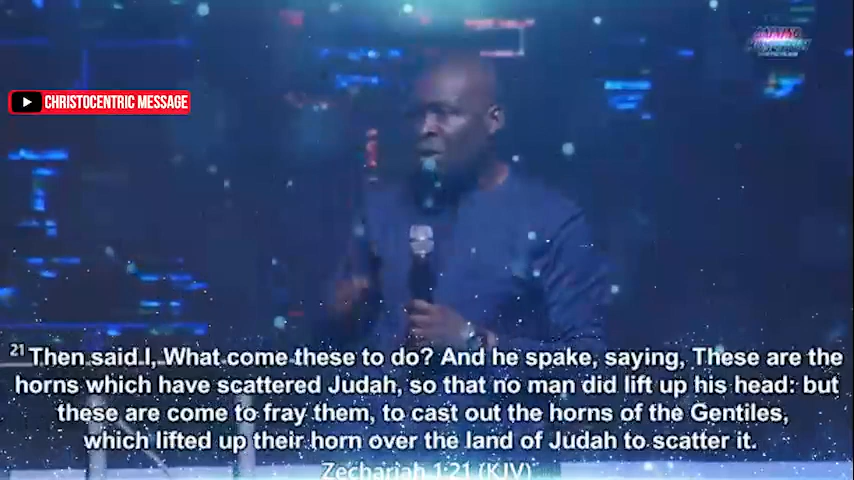 CHRISTOCENTRIC MESSAGE
21 Then said I, What come these to do? And he spake, saying, These are the
horns which have scattered Judah, so that no man did lift up his head: but
these are come to fray them, to cast out the horns of the Gentiles,
which lifted up their horn over the land of Judah to scatter it.
Zechariah 1:21 (KJV)